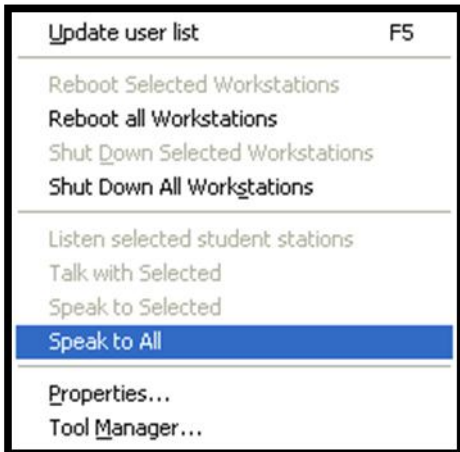 Update user list F5
Reboot Selected Workstations
Reboot all Workstations
Shut Down Selected Workstations
Shut Down All Workstations
Listen selected student stations
Talk with Selected
Speak to Selected
Speak to All
Properties...
Tool Manager...